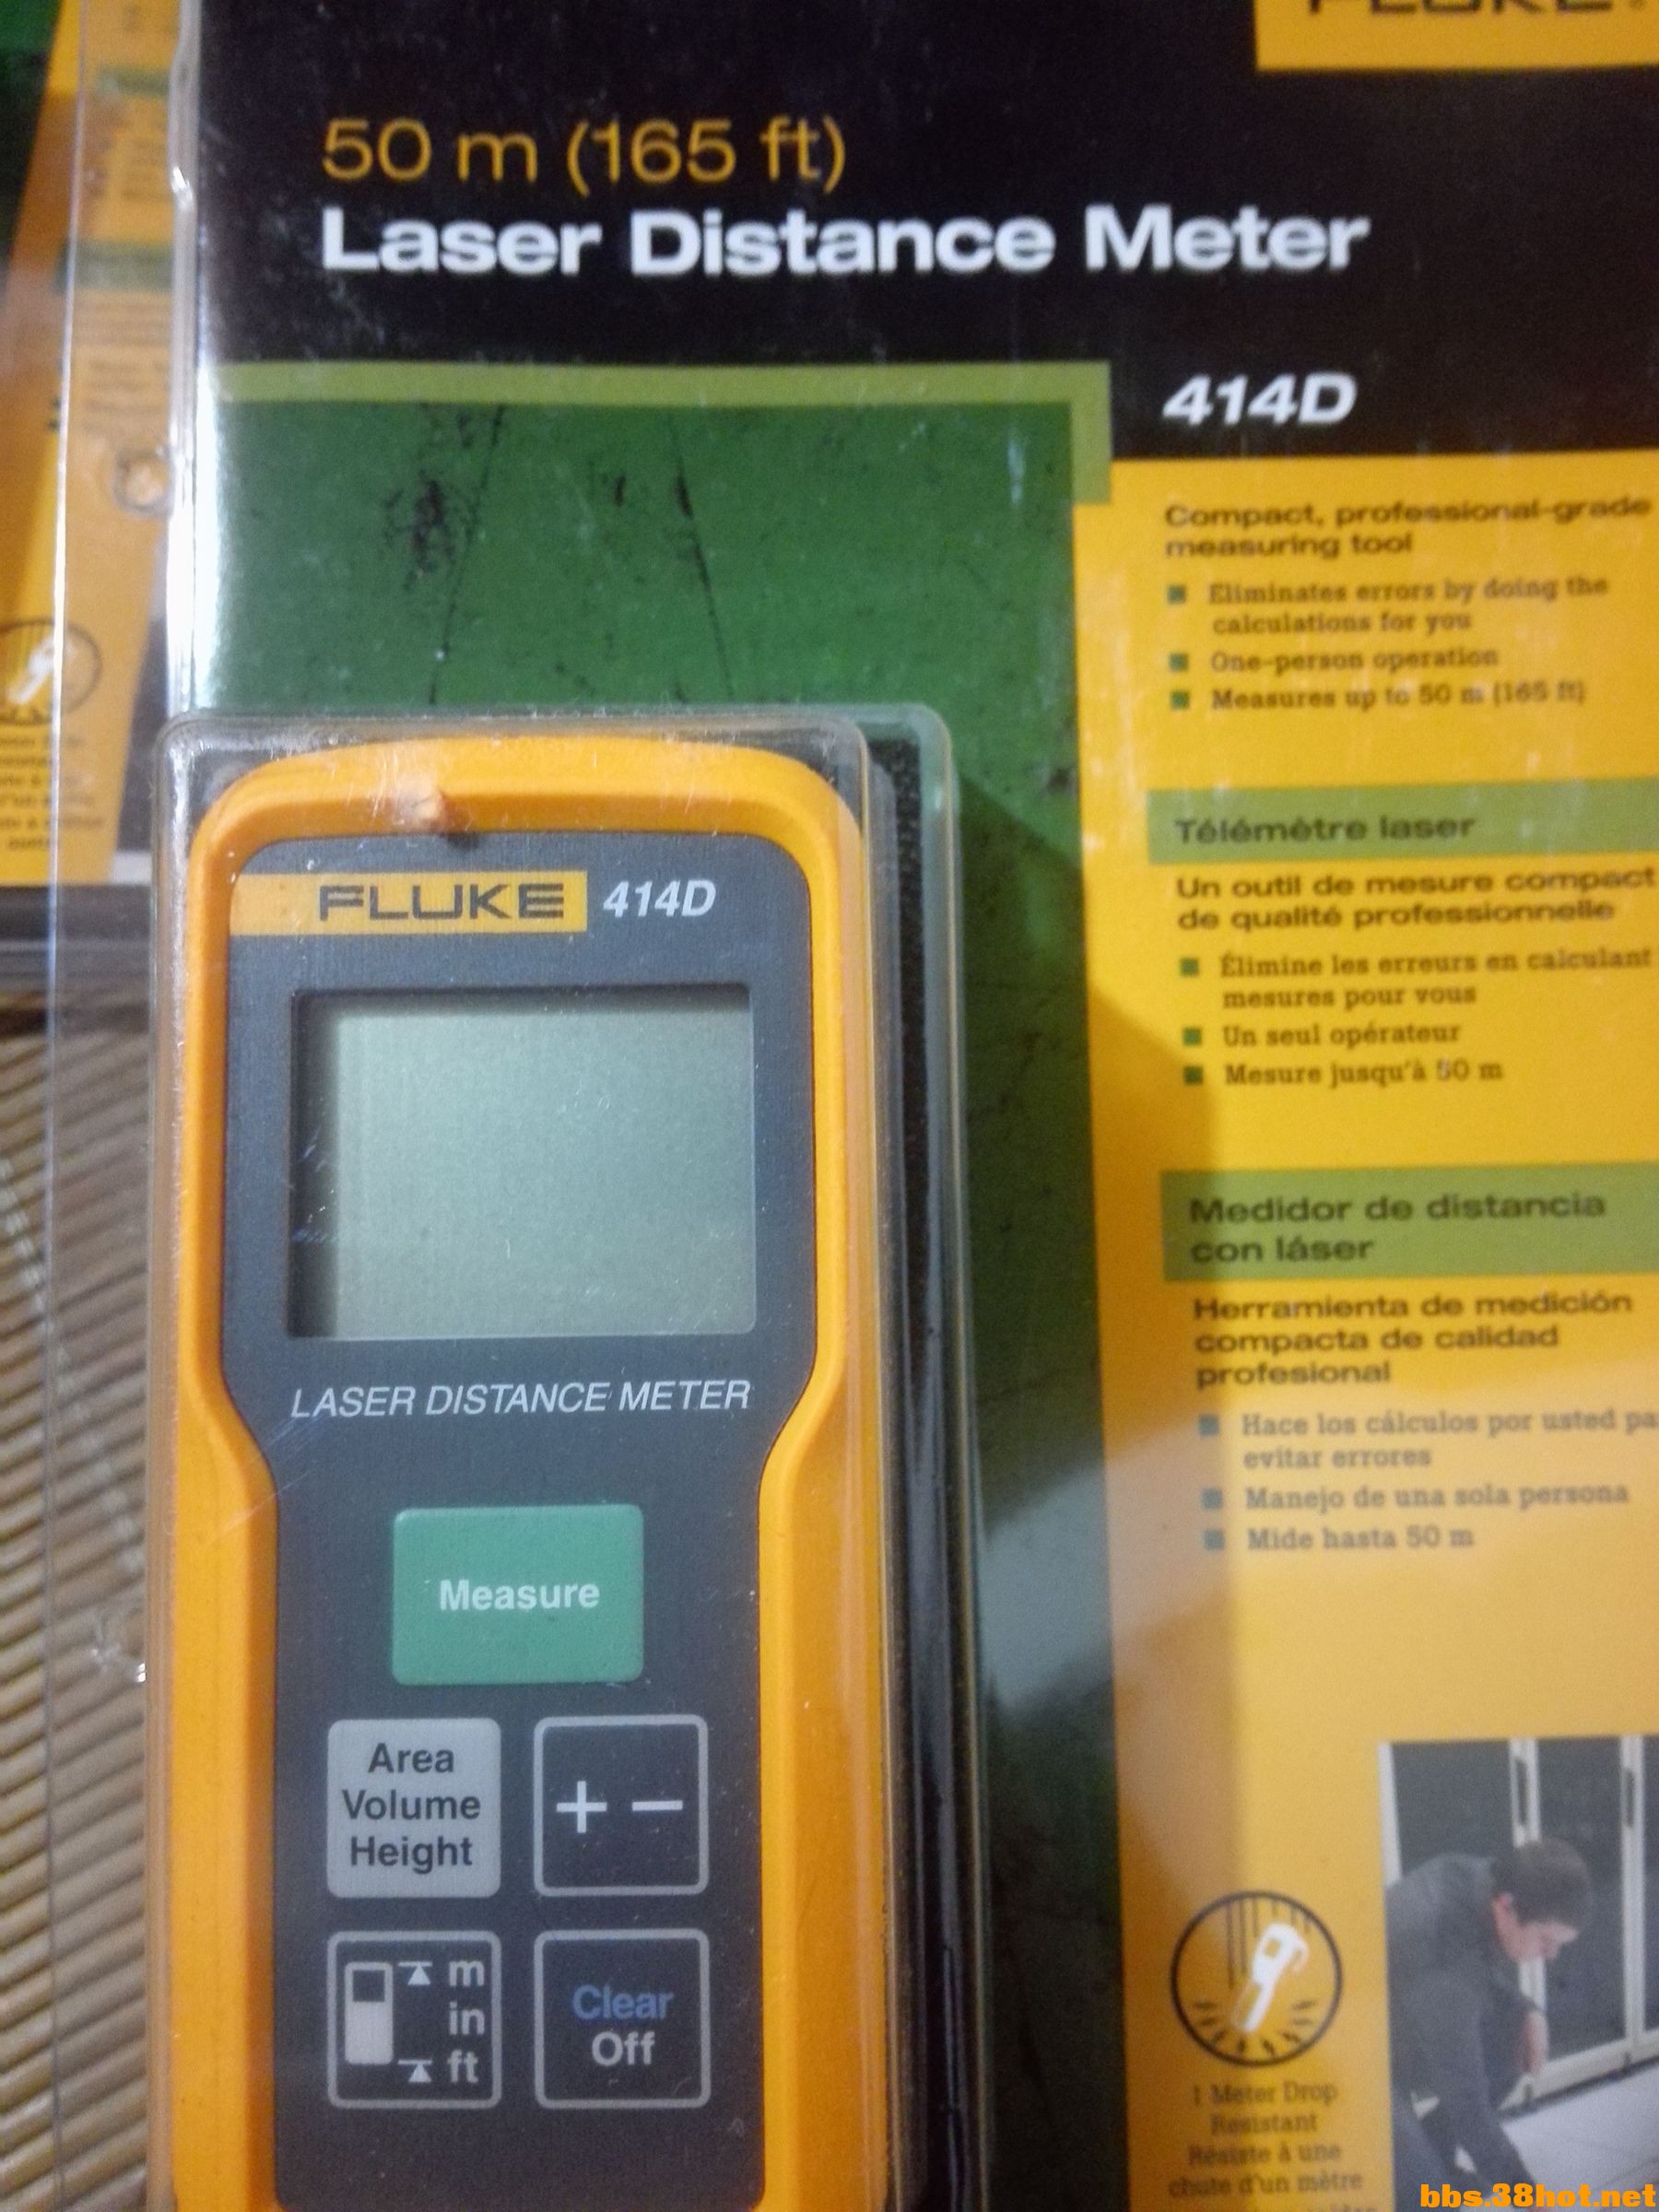 FLUKE®
50 m (165 ft)
Laser Distance Meter
414D
Compact, professional-grade
measuring tool
Eliminates errors by doing the
calculations for you
One-person operation
Measures up to 50 m (165 ft)
Télémètre laser
Un outil de mesure compact
de qualité professionnelle
Élimine les erreurs en calculant
mesures pour vous
Un seul opérateur
Mesure jusqu'à 50 m
Medidor de distancia
con láser
Herramienta de medición
compacta de calidad
profesional
Hace los cálculos por usted pa
evitar errores
Manejo de una sola persona
Mide hasta 50 m
1 Meter Drop
Resistant
Résiste à une
chute d'un mètre
FLUKE 414D
LASER DISTANCE METER
Measure
Area
Volume
Height
+ −
m
in
ft
Clear
Off
bbs.38hot.net